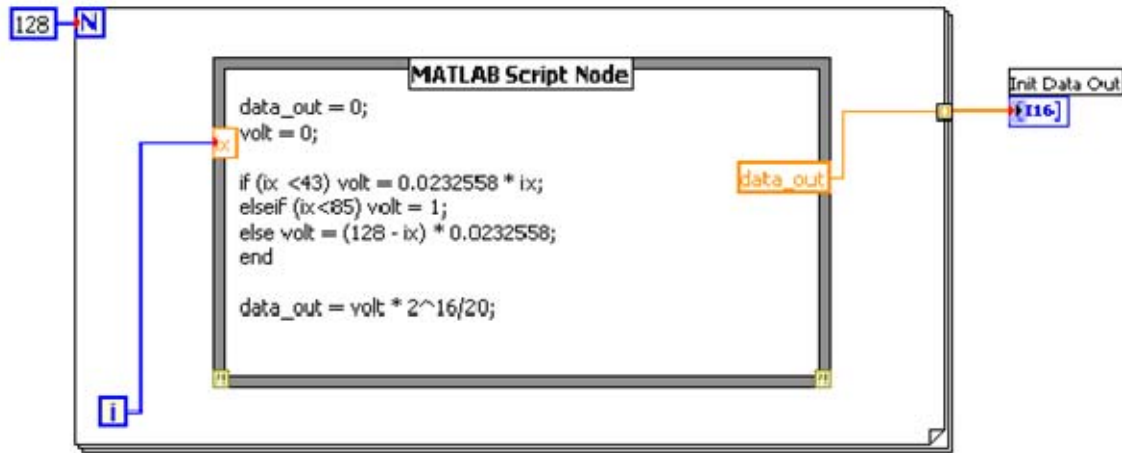 128
N
MATLAB Script Node
data_out = 0;
volt = 0;
ix
if (ix <43) volt = 0.0232558 * ix;
elseif (ix<85) volt = 1;
else volt = (128 - ix) * 0.0232558;
end
data_out = volt * 2^16/20;
data_out
i
Init Data Out
[I16]